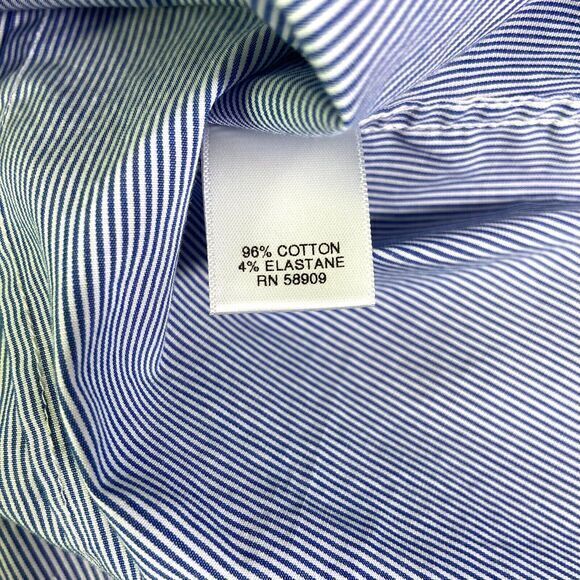 96% COTTON
4% ELASTANE
RN 58909